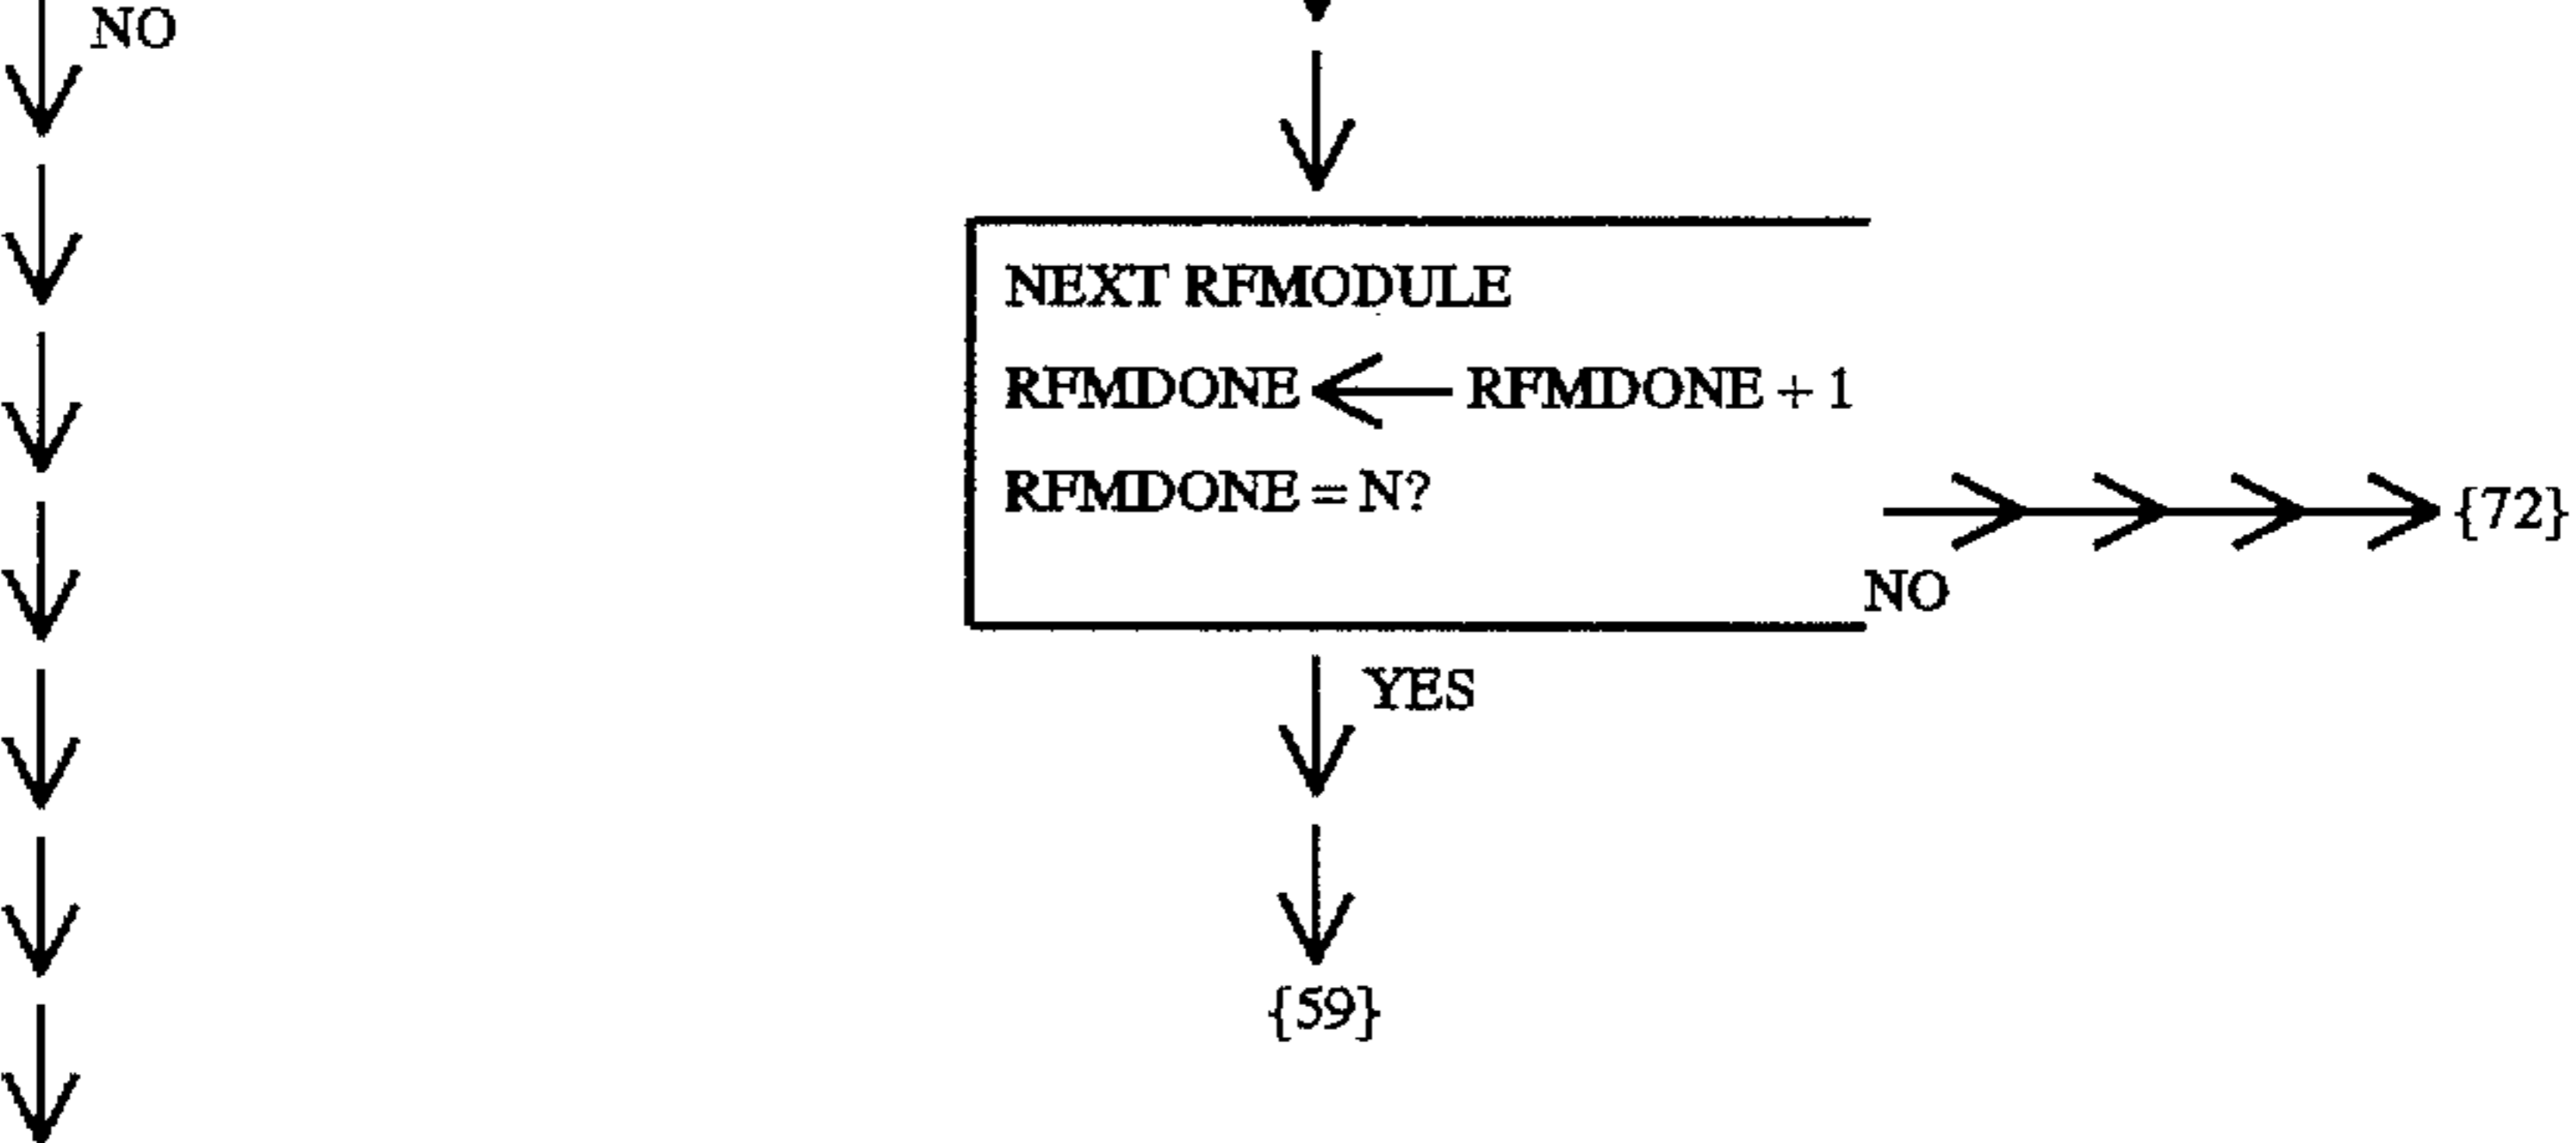 NO
NEXT RFMODULE
RFMDONE ← RFMDONE + 1
RFMDONE = N?
{72}
NO
YES
{59}